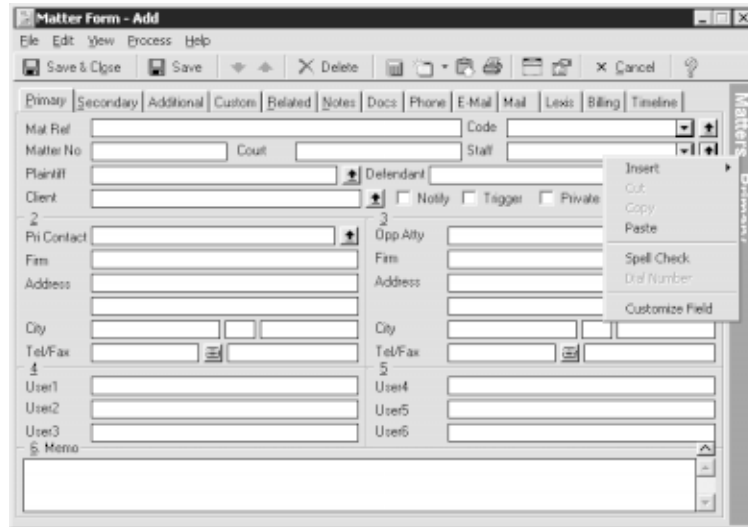 Matter Form - Add
File Edit View Process Help
Save & Close Save Delete Cancel
Primary Secondary Additional Custom Related Notes Docs Phone E-Mail Mail Lexis Billing Timeline
Mat Ref Code
Matter No Court Staff
Plaintiff Defendant
Client Notify Trigger Private
2 3
Pri Contact Opp Atty
Firm Firm
Address Address
City City
Tel/Fax Tel/Fax
4 5
User1 User4
User2 User5
User3 User6
6. Memo
Insert
Cut
Copy
Paste
Spell Check
Dial Number
Customize Field
Matters Primary